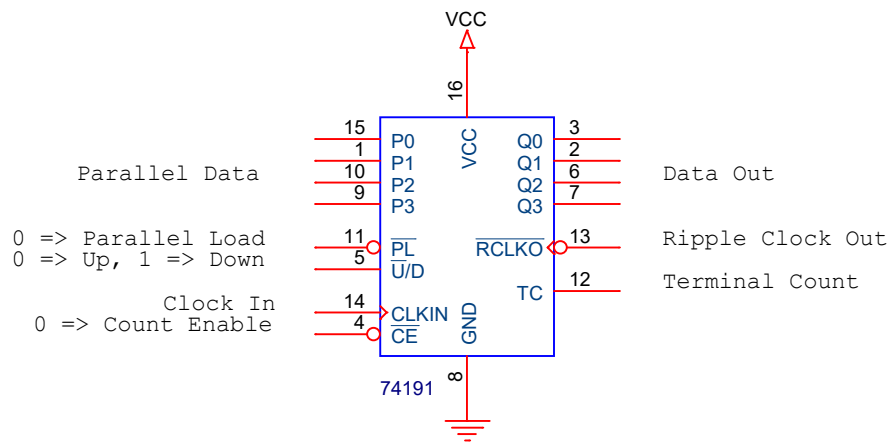 VCC
16
15 P0 VCC Q0 3
1 P1 Q1 2
Parallel Data 10 P2 Q2 6 Data Out
9 P3 Q3 7
0 => Parallel Load 11 PL RCLKO 13 Ripple Clock Out
0 => Up, 1 => Down 5 U/D
TC 12 Terminal Count
Clock In 14 CLKIN
0 => Count Enable 4 CE GND
74191 8